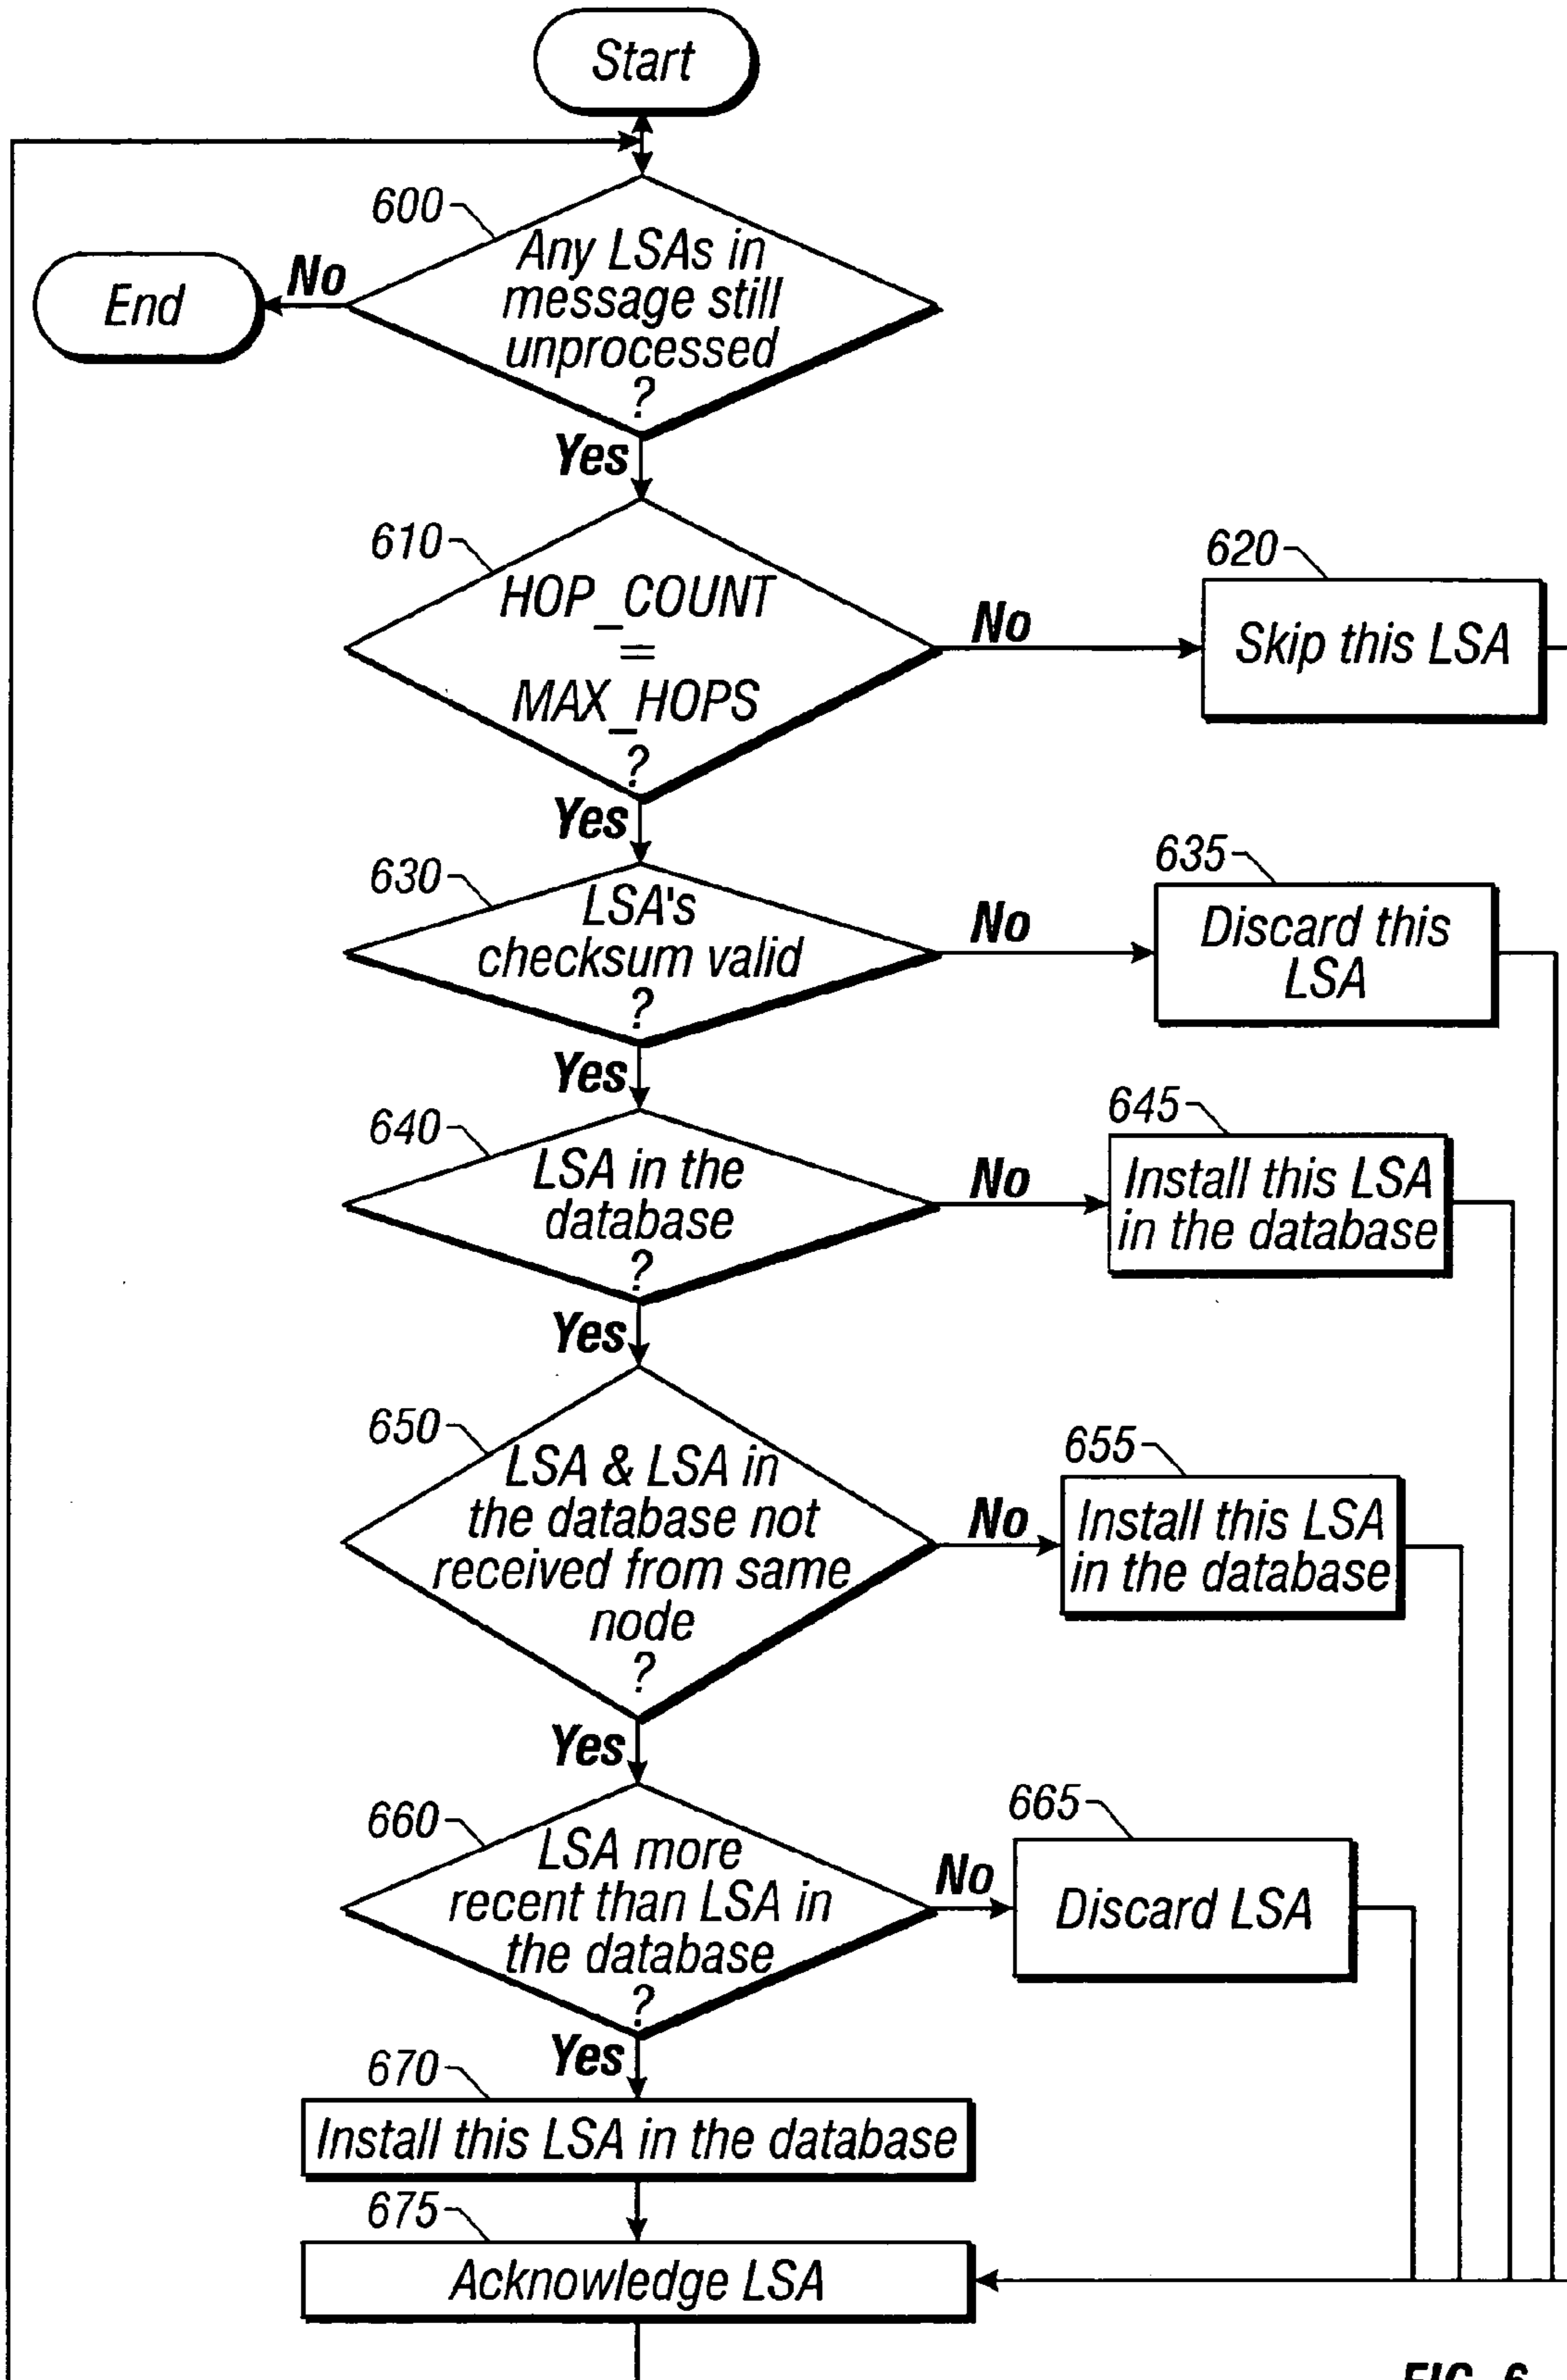 Start
600
Any LSAs in
message still
unprocessed
?
No
End
Yes
610
HOP_COUNT
=
MAX_HOPS
?
No
620
Skip this LSA
Yes
630
LSA's
checksum valid
?
No
635
Discard this
LSA
Yes
640
LSA in the
database
?
No
645
Install this LSA
in the database
Yes
650
LSA & LSA in
the database not
received from same
node
?
No
655
Install this LSA
in the database
Yes
660
LSA more
recent than LSA in
the database
?
No
665
Discard LSA
Yes
670
Install this LSA in the database
675
Acknowledge LSA
FIG. 6